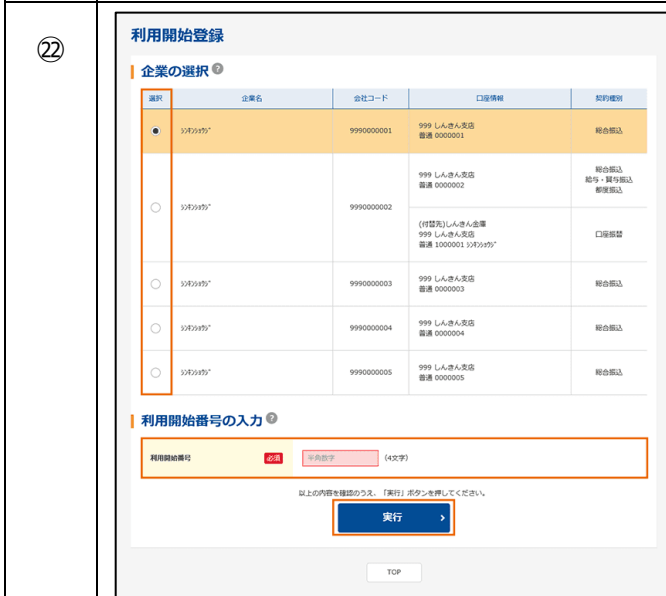 ㉒
利用開始登録
企業の選択 ?
選択 企業名 会社コード 口座情報 契約種別
ｼﾝｷﾝｼｮｳｼﾞ 9990000001 999 しんきん支店 総合振込
普通 0000001
ｼﾝｷﾝｼｮｳｼﾞ 9990000002 999 しんきん支店
普通 0000002
総合振込
給与・賞与振込
都度振込
(付替先)しんきん金庫
999 しんきん支店
普通 1000001 ｼﾝｷﾝｼｮｳｼﾞ
口座振替
ｼﾝｷﾝｼｮｳｼﾞ 9990000003 999 しんきん支店 総合振込
普通 0000003
ｼﾝｷﾝｼｮｳｼﾞ 9990000004 999 しんきん支店 総合振込
普通 0000004
ｼﾝｷﾝｼｮｳｼﾞ 9990000005 999 しんきん支店 総合振込
普通 0000005
利用開始番号の入力 ?
利用開始番号 必須 半角数字 (4文字)
以上の内容を確認のうえ、「実行」ボタンを押してください。
実行
TOP